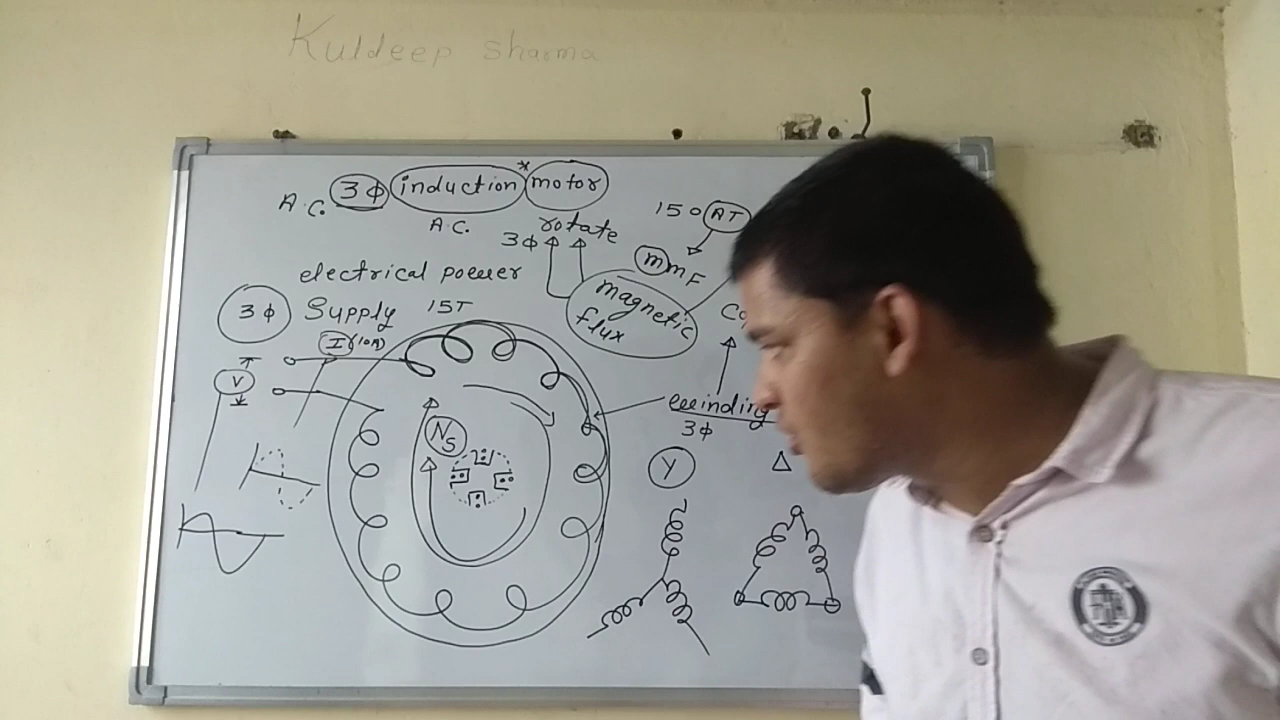 Kuldeep sharma
A.C. 3Φ induction * motor
A.C.
rotate
3Φ
150 AT
mmF
magnetic
flux
electrical power
3Φ Supply 15T
I (10A)
V
NS
winding
3Φ
Y Δ